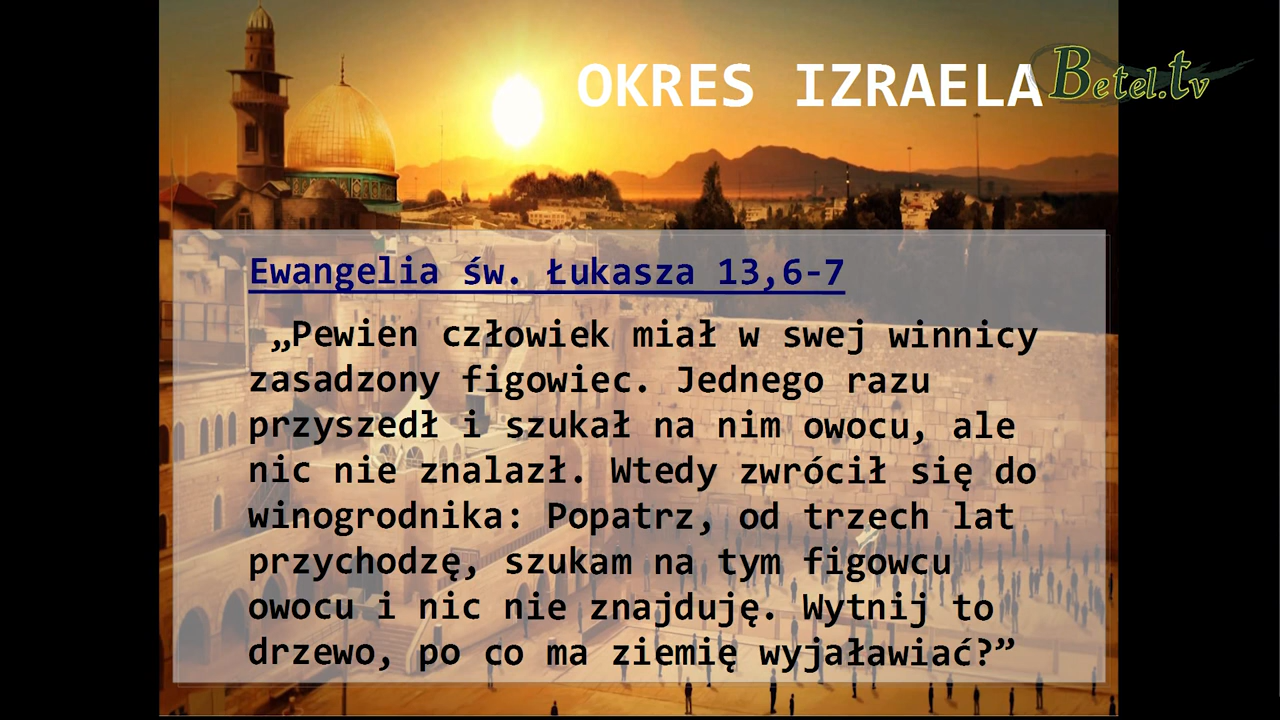 OKRES IZRAELA
Betel.tv
Ewangelia św. Łukasza 13,6-7
„Pewien człowiek miał w swej winnicy
zasadzony figowiec. Jednego razu
przyszedł i szukał na nim owocu, ale
nic nie znalazł. Wtedy zwrócił się do
winogrodnika: Popatrz, od trzech lat
przychodzę, szukam na tym figowcu
owocu i nic nie znajduję. Wytnij to
drzewo, po co ma ziemię wyjaławiać?”